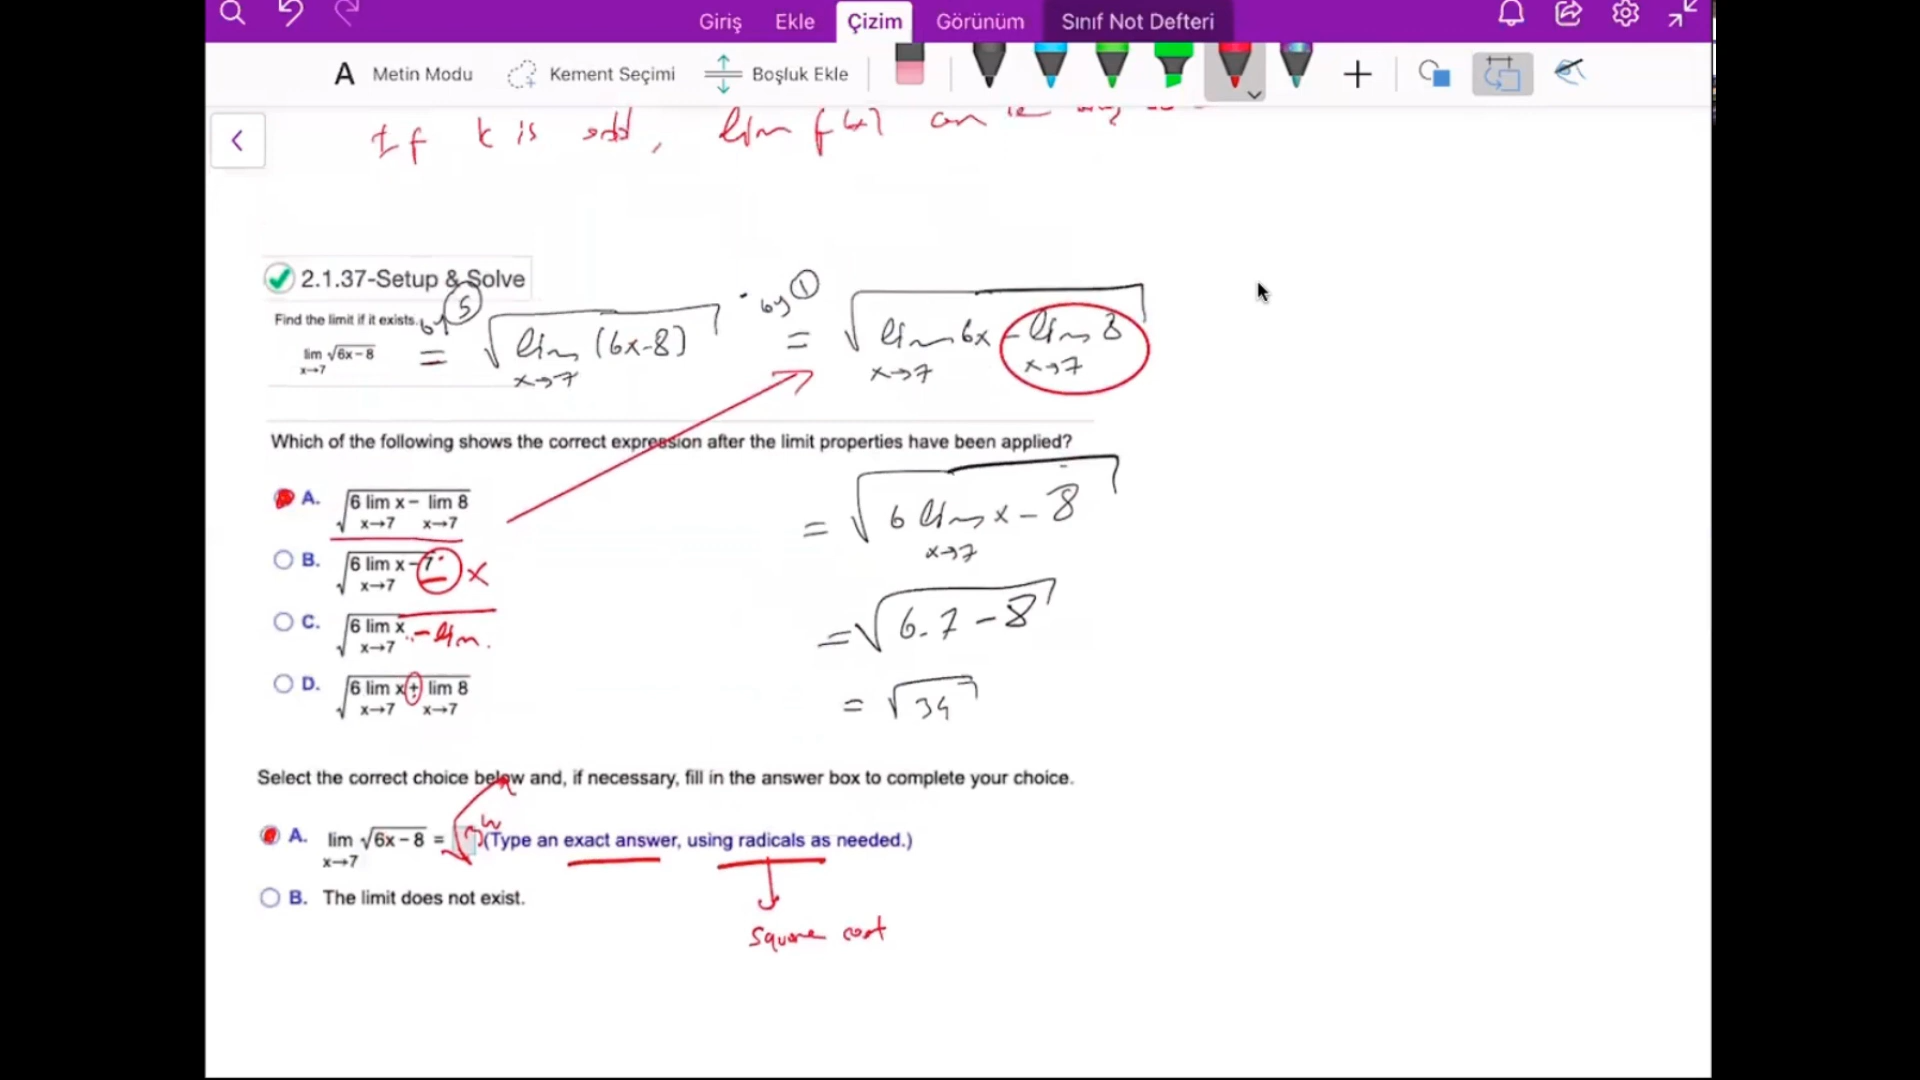 Giriş Ekle Çizim Görünüm Sınıf Not Defteri
A Metin Modu Kement Seçimi Boşluk Ekle
If k is odd, lim f(x)
2.1.37-Setup & Solve
Find the limit if it exists.
lim √6x-8
x→7
by 5
= √lim (6x-8)
x→7
by 1
= √lim 6x - lim 8
x→7 x→7
Which of the following shows the correct expression after the limit properties have been applied?
A. √6 lim x - lim 8
x→7 x→7
B. √6 lim x - 7 x
x→7
C. √6 lim x - lim
x→7
D. √6 lim x + lim 8
x→7 x→7
= √6 lim x - 8
x→7
= √6.7 - 8
= √34
Select the correct choice below and, if necessary, fill in the answer box to complete your choice.
A. lim √6x-8 = (Type an exact answer, using radicals as needed.)
x→7
B. The limit does not exist.
square